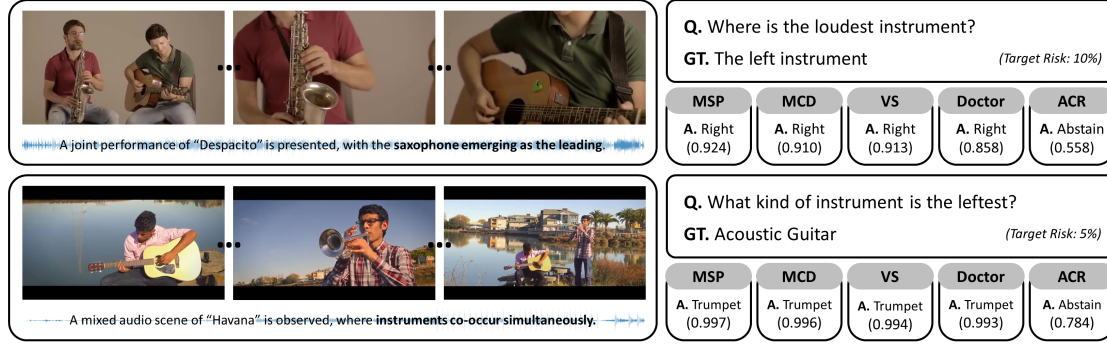 A joint performance of "Despacito" is presented, with the saxophone emerging as the leading.
Q. Where is the loudest instrument?
GT. The left instrument (Target Risk: 10%)
MSP MCD VS Doctor ACR
A. Right A. Right A. Right A. Right A. Abstain
(0.924) (0.910) (0.913) (0.858) (0.558)
A mixed audio scene of "Havana" is observed, where instruments co-occur simultaneously.
Q. What kind of instrument is the leftest?
GT. Acoustic Guitar (Target Risk: 5%)
MSP MCD VS Doctor ACR
A. Trumpet A. Trumpet A. Trumpet A. Trumpet A. Abstain
(0.997) (0.996) (0.994) (0.993) (0.784)